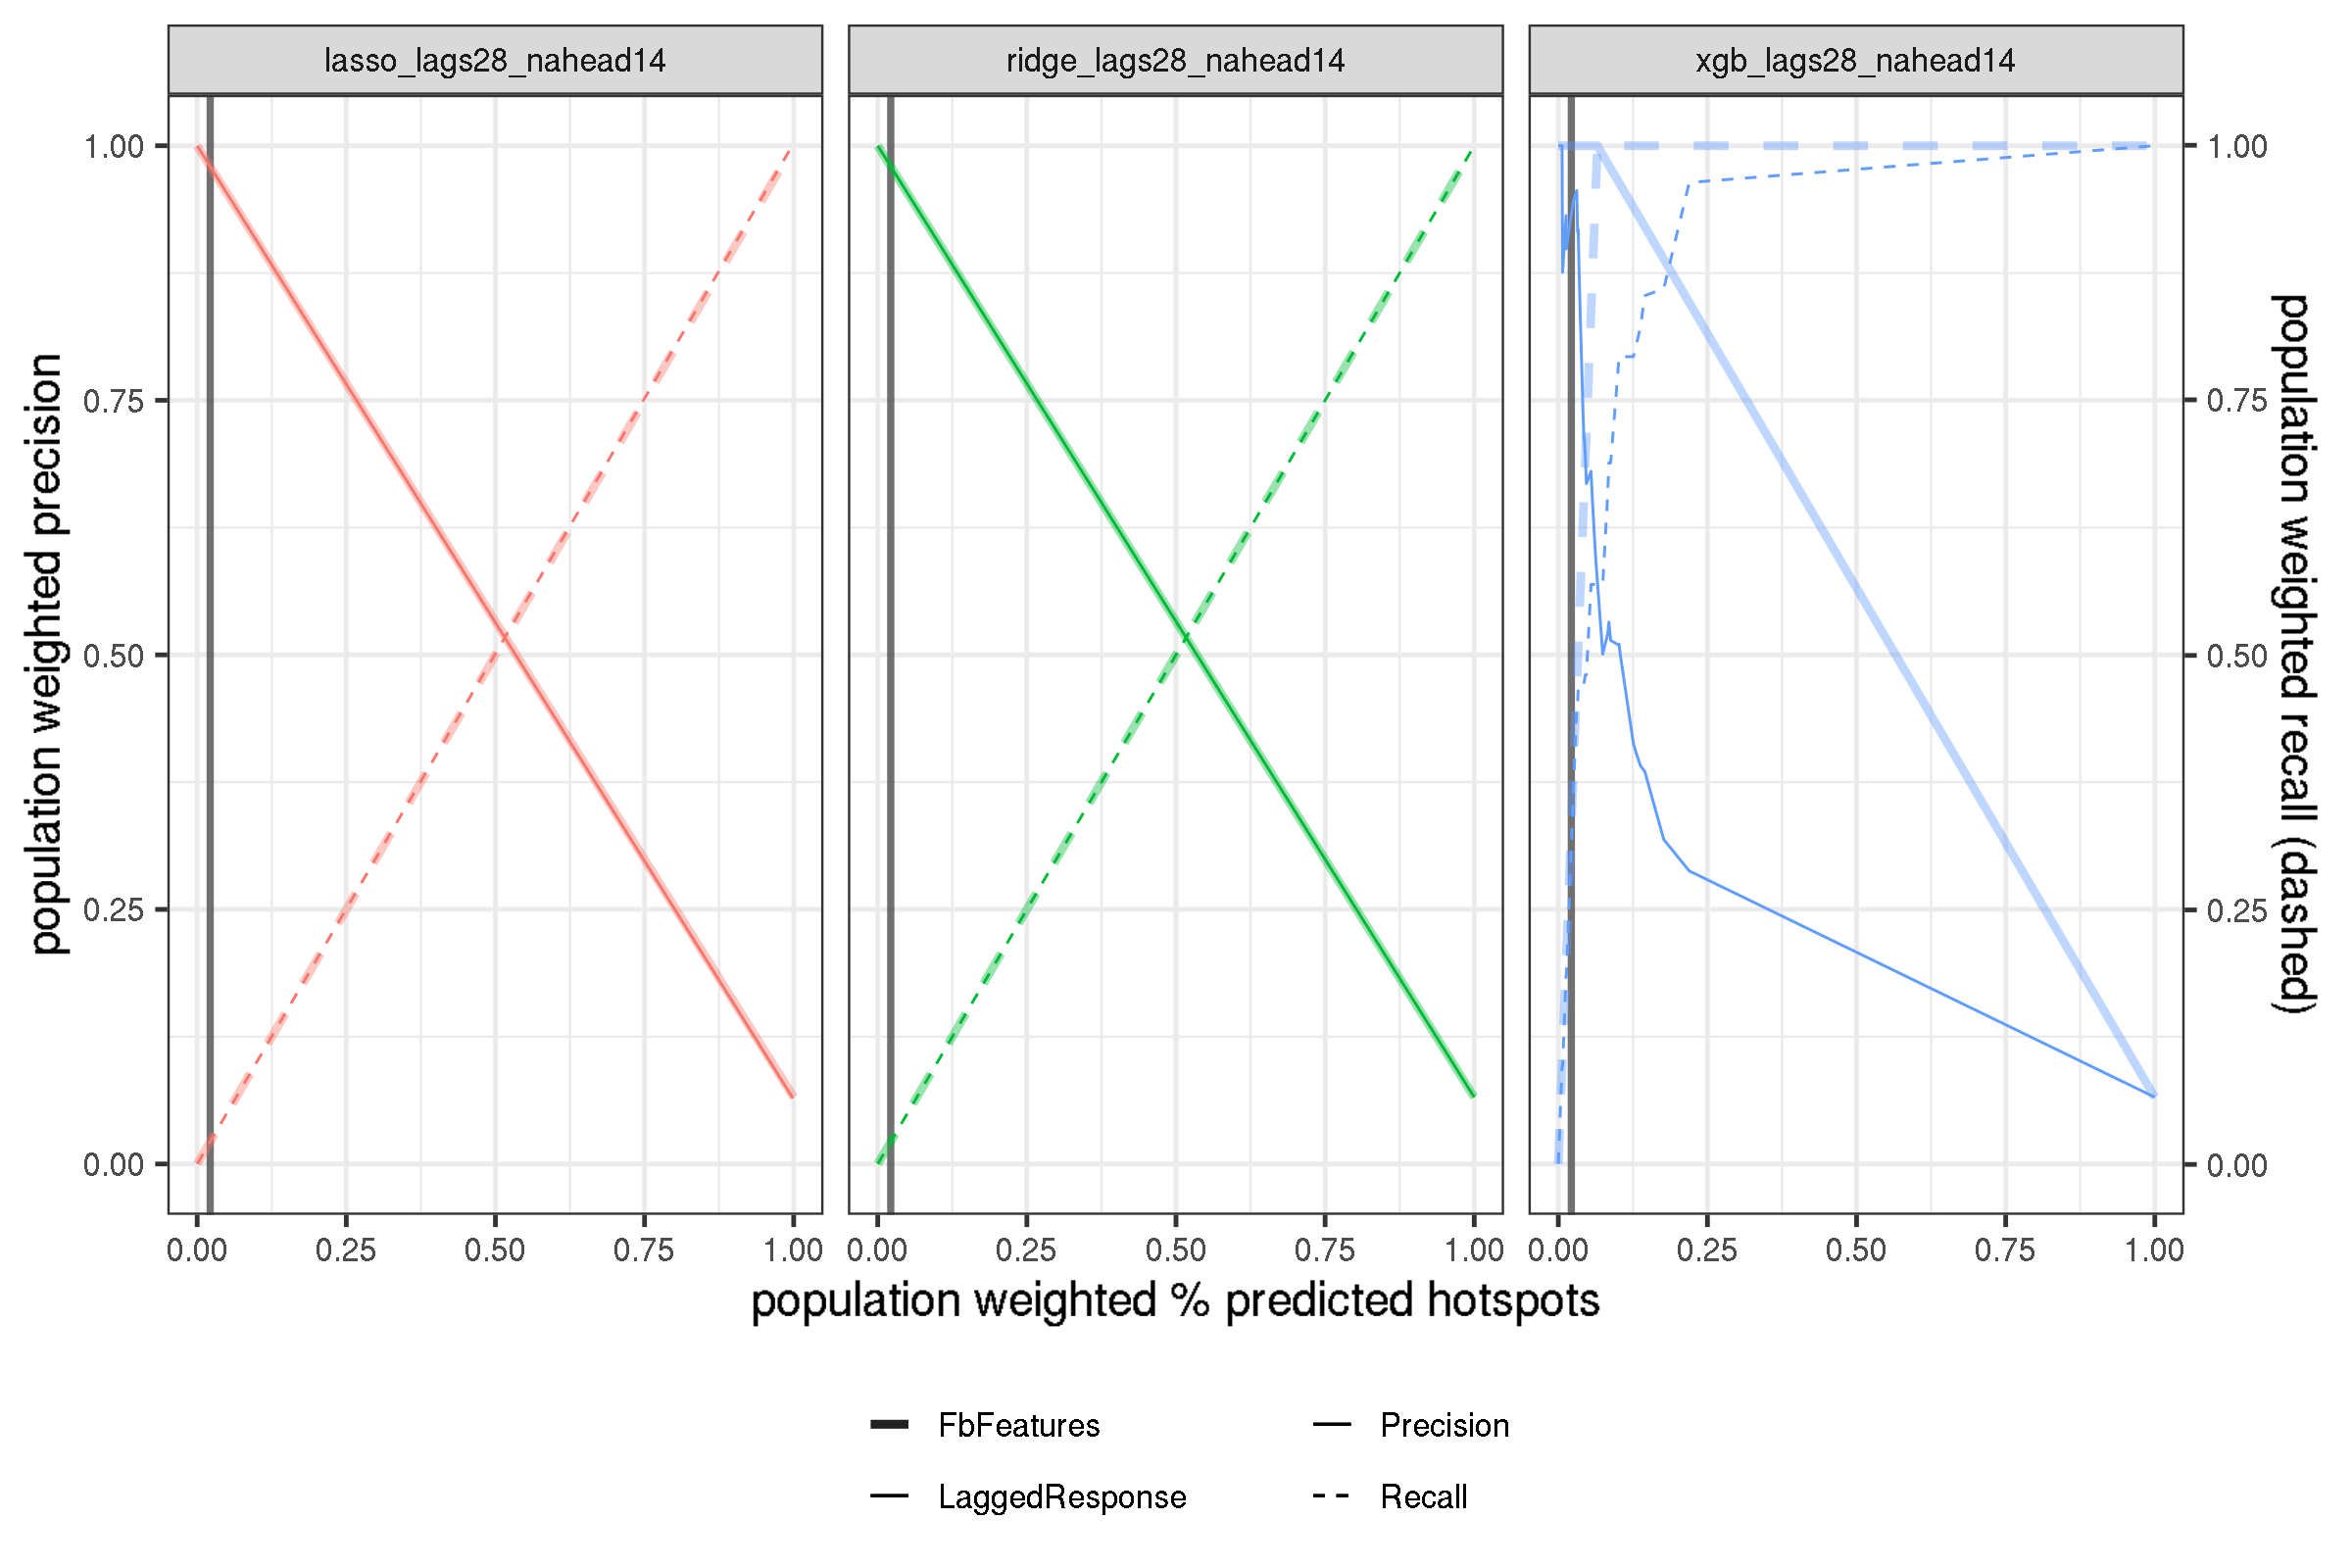 lasso_lags28_nahead14
ridge_lags28_nahead14
xgb_lags28_nahead14
population weighted precision
1.00
0.75
0.50
0.25
0.00
1.00
0.75
0.50
0.25
0.00
population weighted recall (dashed)
0.00 0.25 0.50 0.75 1.00
0.00 0.25 0.50 0.75 1.00
0.00 0.25 0.50 0.75 1.00
population weighted % predicted hotspots
FbFeatures
LaggedResponse
Precision
Recall